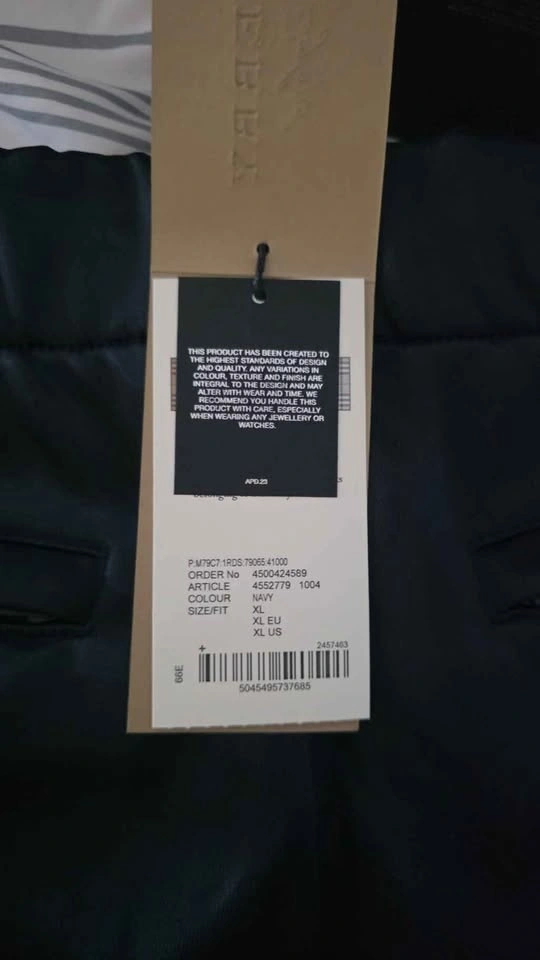 THIS PRODUCT HAS BEEN CREATED TO
THE HIGHEST STANDARDS OF DESIGN
AND QUALITY. ANY VARIATIONS IN
COLOUR, TEXTURE AND FINISH ARE
INTEGRAL TO THE DESIGN AND MAY
ALTER WITH WEAR AND TIME. WE
RECOMMEND YOU HANDLE THIS
PRODUCT WITH CARE, ESPECIALLY
WHEN WEARING ANY JEWELLERY OR
WATCHES.
APD.23
P:M79C7:1RDS:79065:41000
ORDER No 4500424589
ARTICLE 4552779 1004
COLOUR NAVY
SIZE/FIT XL
XL EU
XL US
2457463
66E
5045495737685